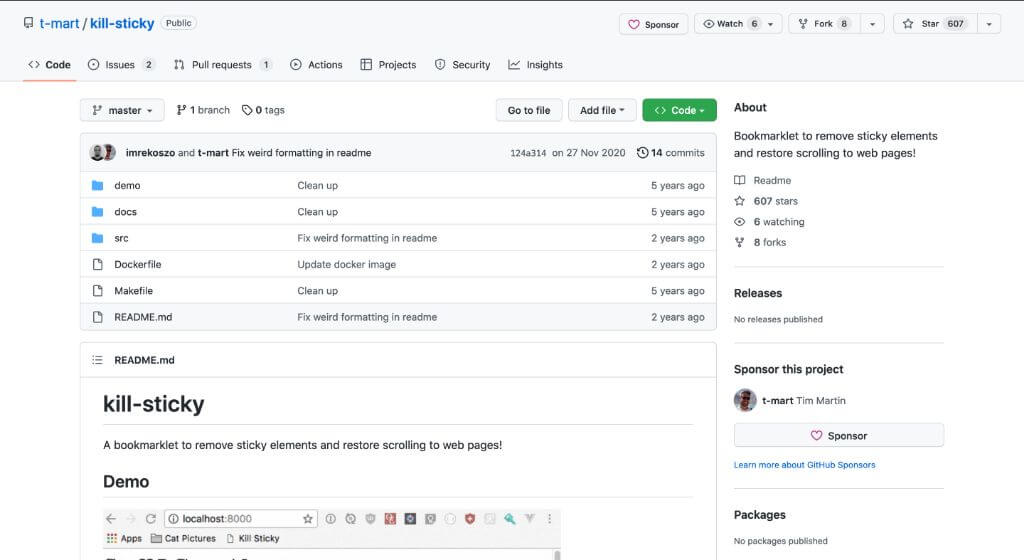 t-mart / kill-sticky Public
Sponsor Watch 6 Fork 8 Star 607
Code Issues 2 Pull requests 1 Actions Projects Security Insights
master 1 branch 0 tags Go to file Add file Code
imrekoszo and t-mart Fix weird formatting in readme 124a314 on 27 Nov 2020 14 commits
demo Clean up 5 years ago
docs Clean up 5 years ago
src Fix weird formatting in readme 2 years ago
Dockerfile Update docker image 2 years ago
Makefile Clean up 5 years ago
README.md Fix weird formatting in readme 2 years ago
README.md
kill-sticky
A bookmarklet to remove sticky elements and restore scrolling to web pages!
Demo
localhost:8000
Apps Cat Pictures Kill Sticky
About
Bookmarklet to remove sticky elements
and restore scrolling to web pages!
Readme
607 stars
6 watching
8 forks
Releases
No releases published
Sponsor this project
t-mart Tim Martin
Sponsor
Learn more about GitHub Sponsors
Packages
No packages published